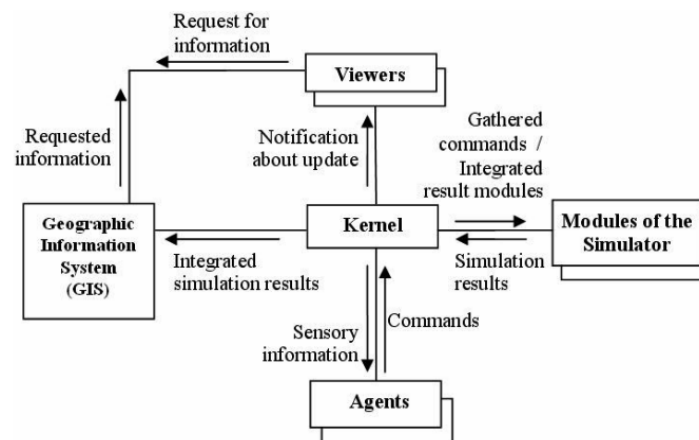 Request for
information
Viewers
Requested
information
Notification
about update
Gathered
commands /
Integrated
result modules
Geographic
Information
System
(GIS)
Kernel
Modules of the
Simulator
Integrated
simulation results
Simulation
results
Sensory
information
Commands
Agents